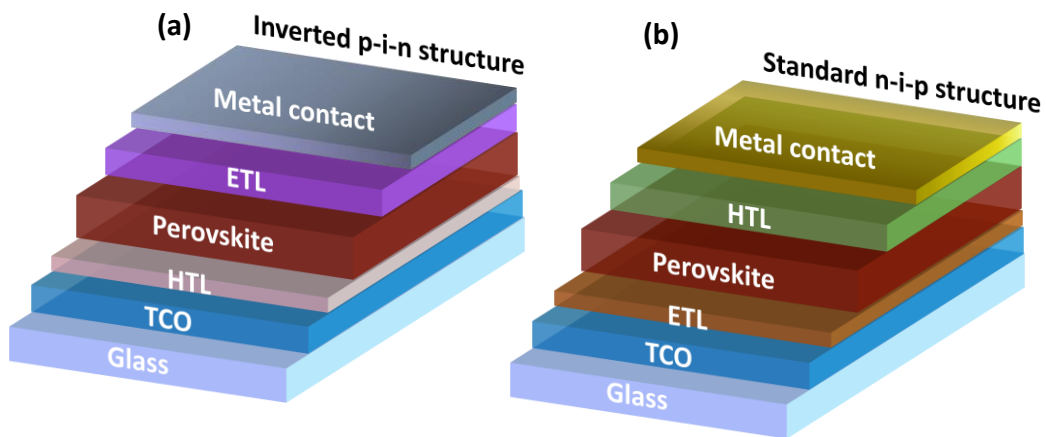 (a)
Inverted p-i-n structure
Metal contact
ETL
Perovskite
HTL
TCO
Glass
(b)
Standard n-i-p structure
Metal contact
HTL
Perovskite
ETL
TCO
Glass